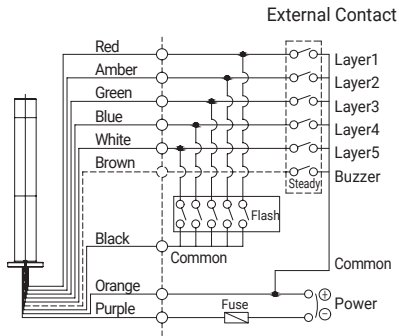 External Contact
Red
Layer1
Amber
Layer2
Green
Layer3
Blue
Layer4
White
Layer5
Brown
Steady
Buzzer
Flash
Black
Common
Common
Orange
Fuse
Power
Purple